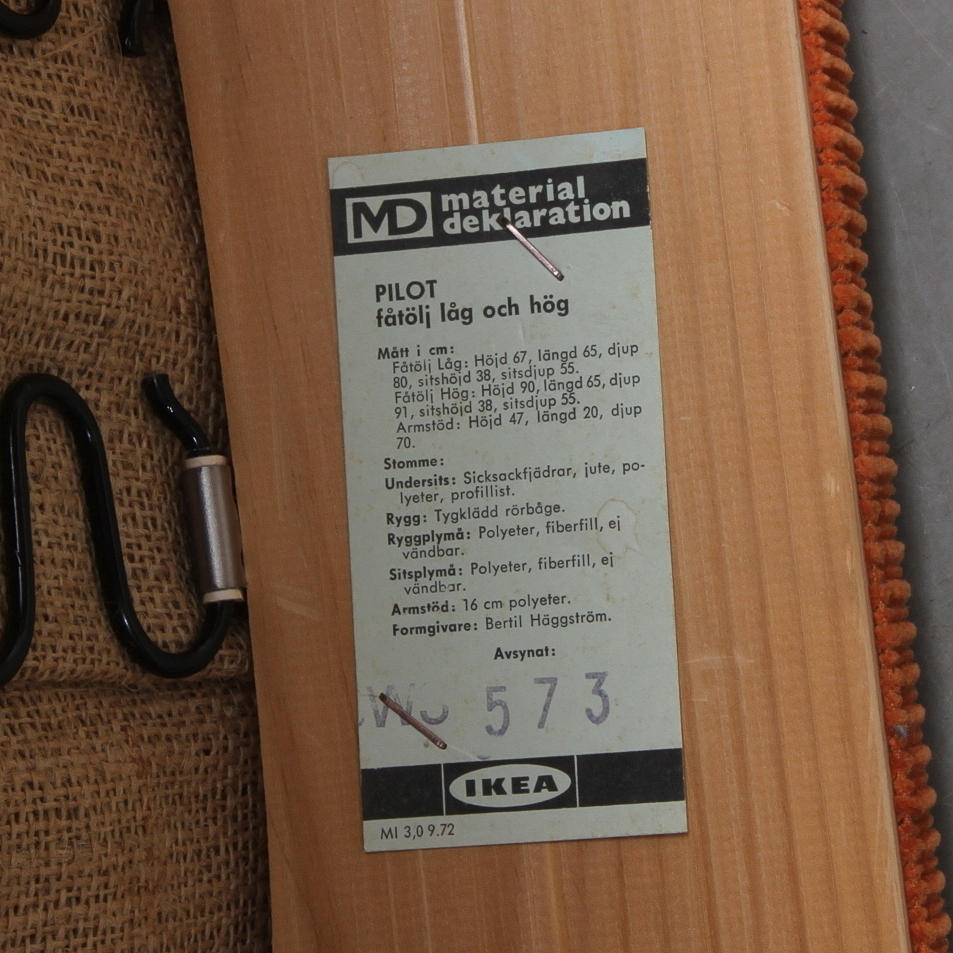 MD material
deklaration
PILOT
fåtölj låg och hög
Mått i cm:
Fåtölj Låg: Höjd 67, längd 65, djup
80, sitshöjd 38, sitsdjup 55.
Fåtölj Hög: Höjd 90, längd 65, djup
91, sitshöjd 38, sitsdjup 55.
Armstöd: Höjd 47, längd 20, djup
70.
Stomme:
Undersits: Sicksackfjädrar, jute, po-
lyeter, profillist.
Rygg: Tygklädd rörbåge.
Ryggplymå: Polyeter, fiberfill, ej
vändbar.
Sitsplymå: Polyeter, fiberfill, ej
vändbar.
Armstöd: 16 cm polyeter.
Formgivare: Bertil Häggström.
Avsynat:
573
IKEA
MI 3,0 9.72